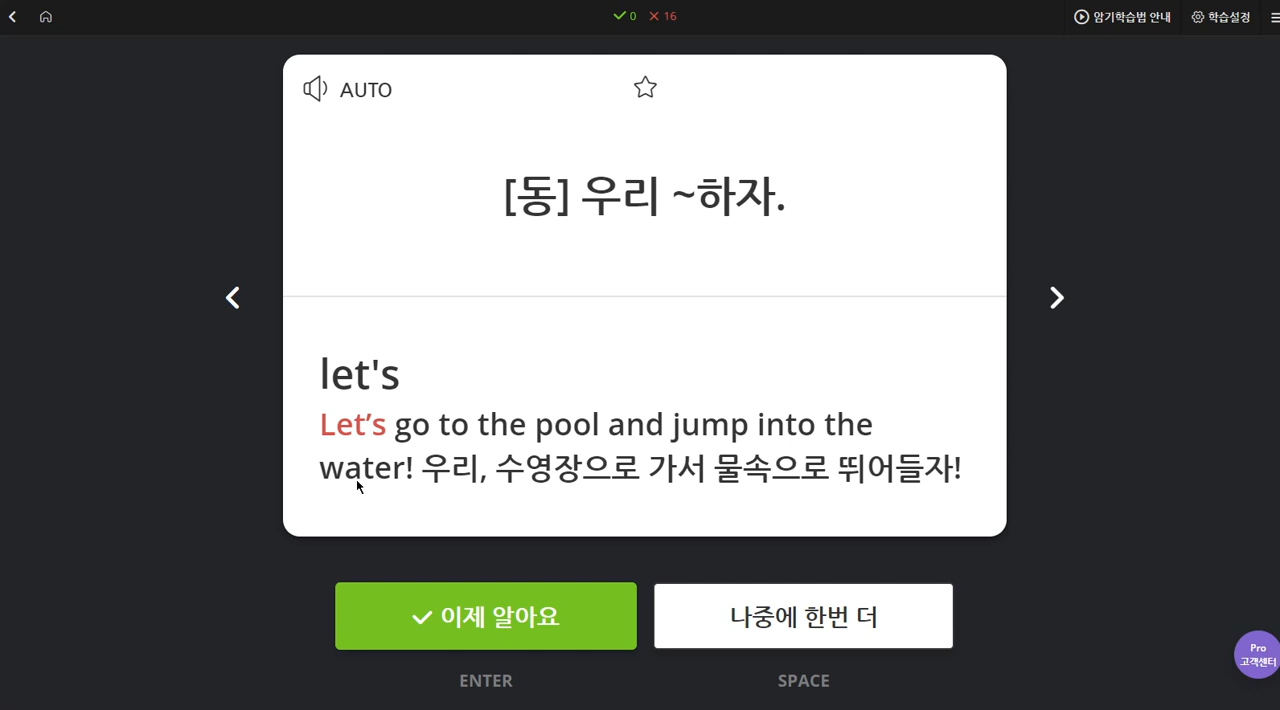 0 16 암기학습법 안내 학습설정
AUTO
[동] 우리 ~하자.
let's
Let’s go to the pool and jump into the
water! 우리, 수영장으로 가서 물속으로 뛰어들자!
이제 알아요 나중에 한번 더
ENTER SPACE
Pro
고객센터